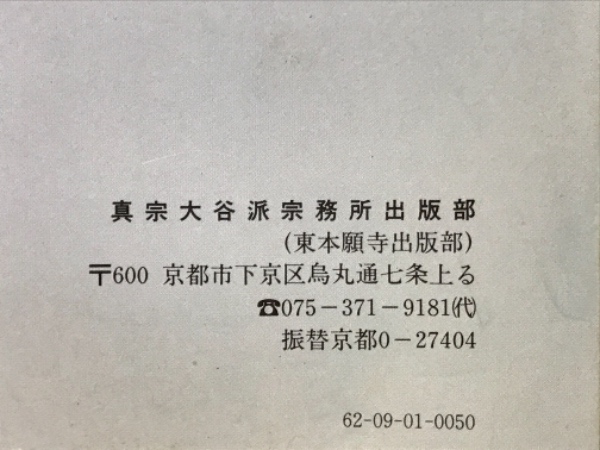 真宗大谷派宗務所出版部
(東本願寺出版部)
〒600 京都市下京区烏丸通七条上る
☎075-371-9181㈹
振替京都0-27404
62-09-01-0050